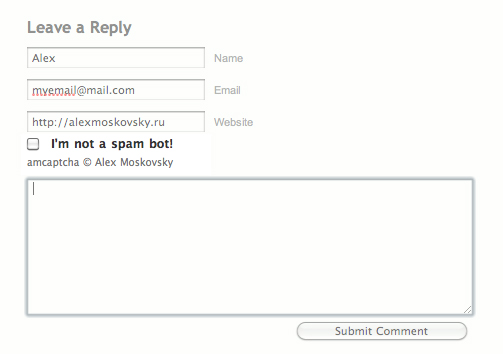 Leave a Reply
Alex Name
myemail@mail.com Email
http://alexmoskovsky.ru Website
I'm not a spam bot!
amcaptcha © Alex Moskovsky
Submit Comment